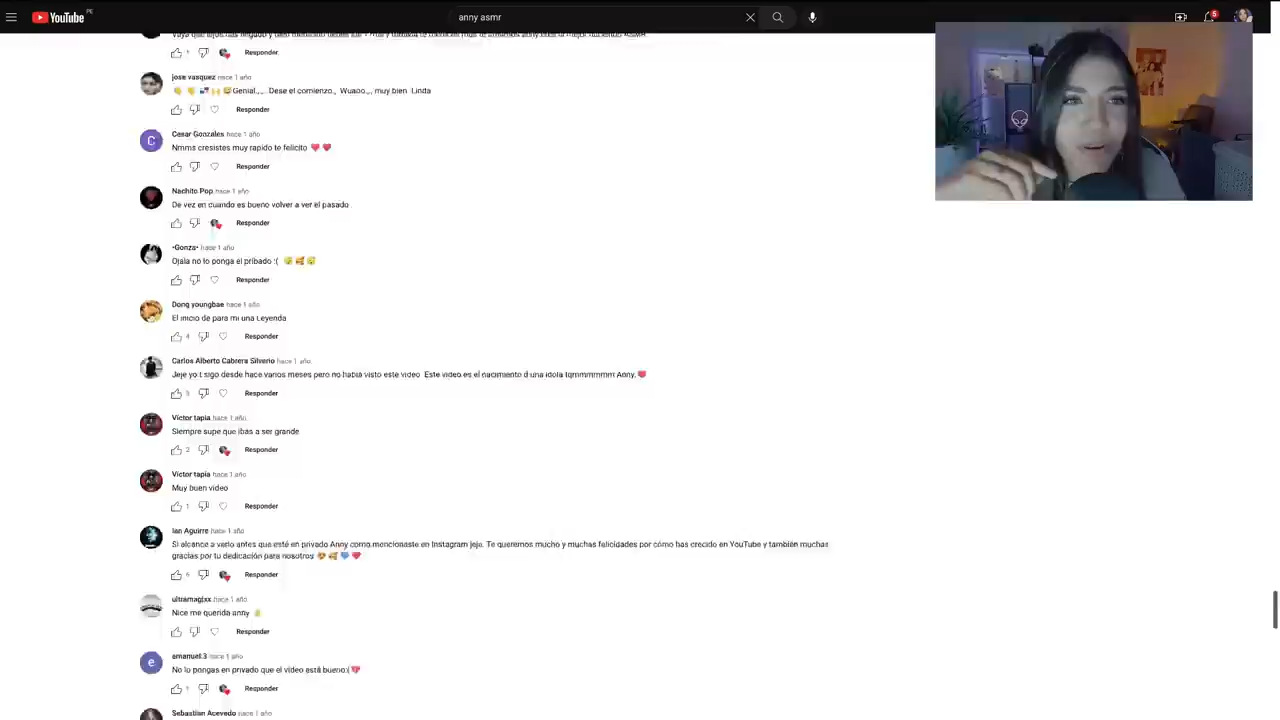 YouTube PE
anny asmr
5
1
Responder
jose vasquez hace 1 año
Genial,,,. Dese el comienzo., Wuaoo,,, muy bien Linda
Responder
Cesar Gonzales hace 1 año
Nmms cresistes muy rapido te felicito
Responder
Nachito Pop hace 1 año
De vez en cuando es bueno volver a ver el pasado
Responder
•Gonza• hace 1 año
Ojala no lo ponga el pribado :(
Responder
Dong youngbae hace 1 año
El inicio de para mi una Leyenda
4
Responder
Carlos Alberto Cabrera Silverio hace 1 año
Jeje yo t sigo desde hace varios meses pero no había visto este video Este video es el nacimiento d una idola tqmmmmmm Anny.
3
Responder
Víctor tapia hace 1 año
Siempre supe que ibas a ser grande
2
Responder
Víctor tapia hace 1 año
Muy buen video
1
Responder
Ian Aguirre hace 1 año
Si alcance a verlo antes que esté en privado Anny como mencionaste en Instagram jeje. Te queremos mucho y muchas felicidades por cómo has crecido en YouTube y también muchas
gracias por tu dedicación para nosotros
6
Responder
ultramagixx hace 1 año
Nice me querida anny
Responder
emanuel.3 hace 1 año
No lo pongas en privado que el video está bueno:(
1
Responder
Sebastian Acevedo hace 1 año